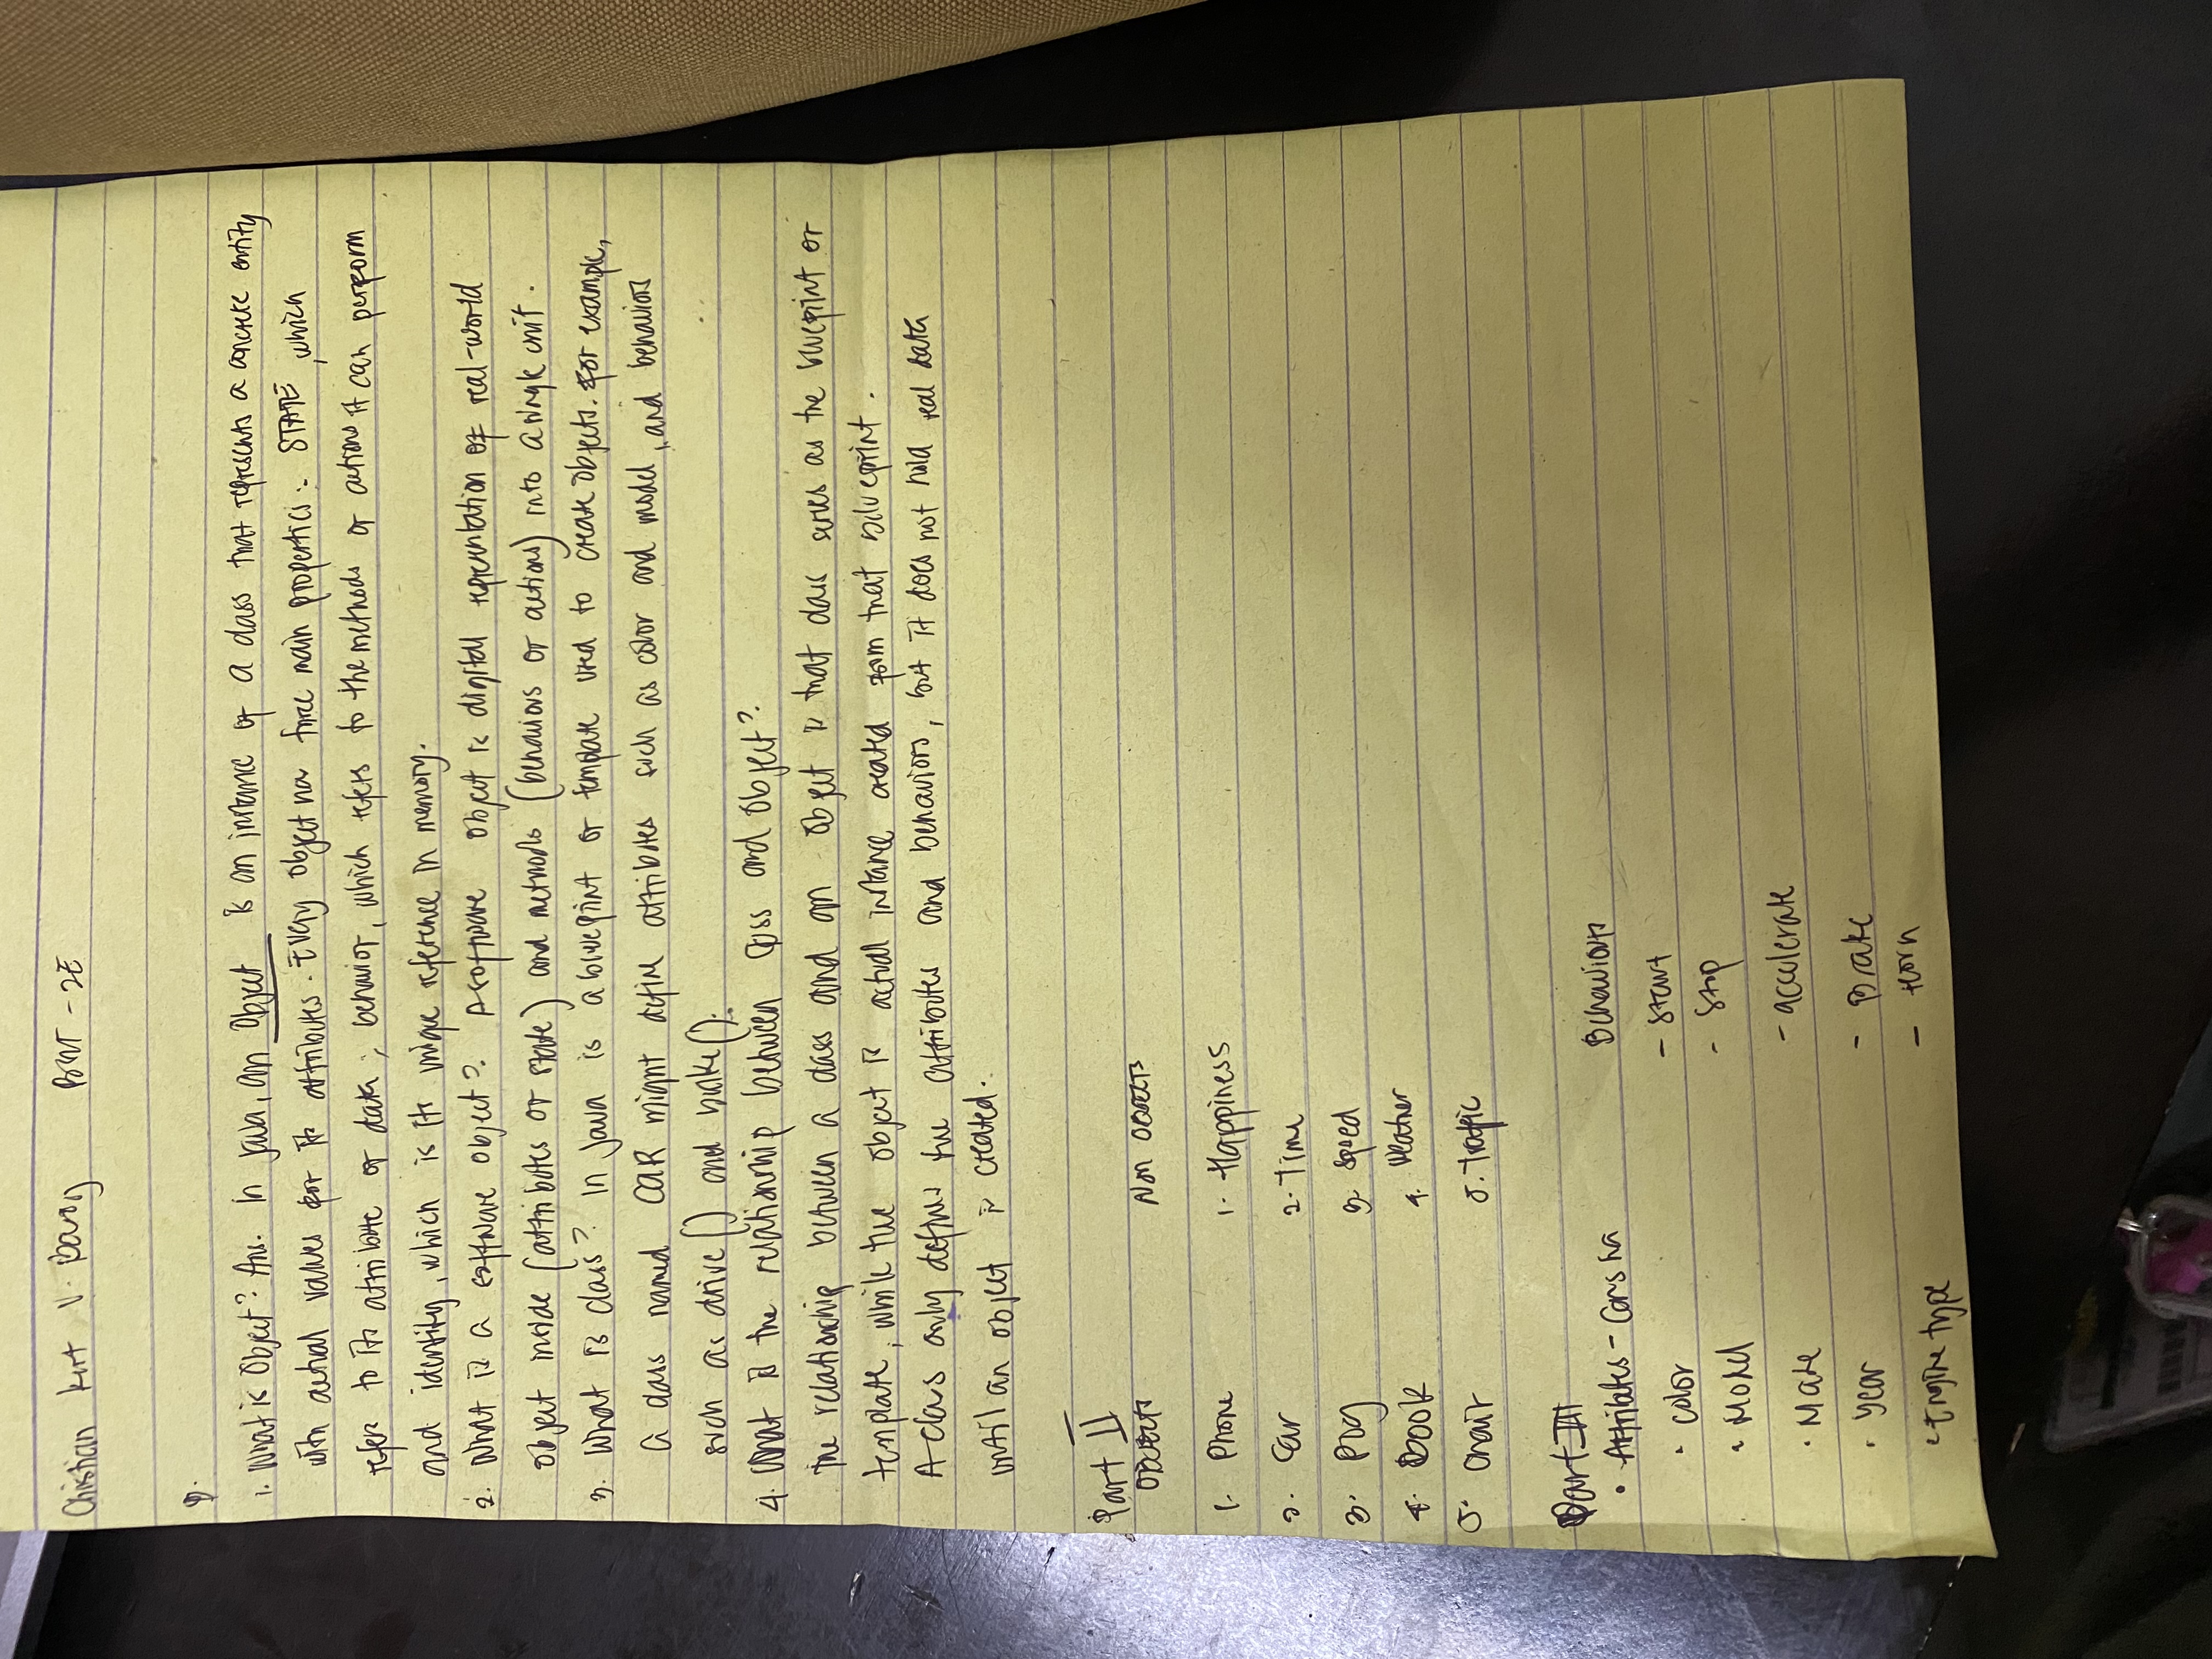 Christian Kurt V.
1. What is Object? Ans. In java, an Object is an instance of a class that represents a concrete entity
with actual values for its attributes. Every object has three main properties: STATE, which
refers to its attribute or data; behavior, which refers to the methods or actions it can perform
and identity, which is its unique reference in memory.
2. What is a software object? A software object is digital representation of real-world
object inside (attributes or state) and methods (behaviors or actions) into a single unit.
3. What is class? In java is a blueprint or template used to create objects. For example,
a class named CAR might define attributes such as color and model, and behaviors
such as drive() and brake().
4. What is the relationship between class and object?
The relationship between a class and an object is that class serves as the blueprint or
template, while the object is actual instance created from that blueprint.
A class only defines the attributes and behaviors, but it does not hold real data
until an object is created.
Part II
OBJECTS Non OBJECTS
1. Phone 1. Happiness
2. Car 2. Time
3. Dog 3. Speed
4. Book 4. Weather
5. Chair 5. Traffic
Part III
• Attributes - Behaviours
• Color - Start
• Model - Stop
• Make - accelerate
• Year - Brake
• Engine type - Horn